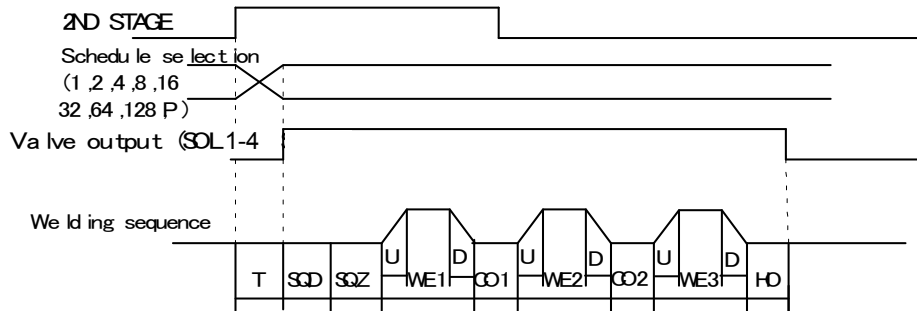 2ND STAGE
Schedule selection
(1,2,4,8,16
32,64,128,P)
Valve output (SOL1-4
Welding sequence
U D U D U D
T SQD SQZ WE1 CO1 WE2 CO2 WE3 HO